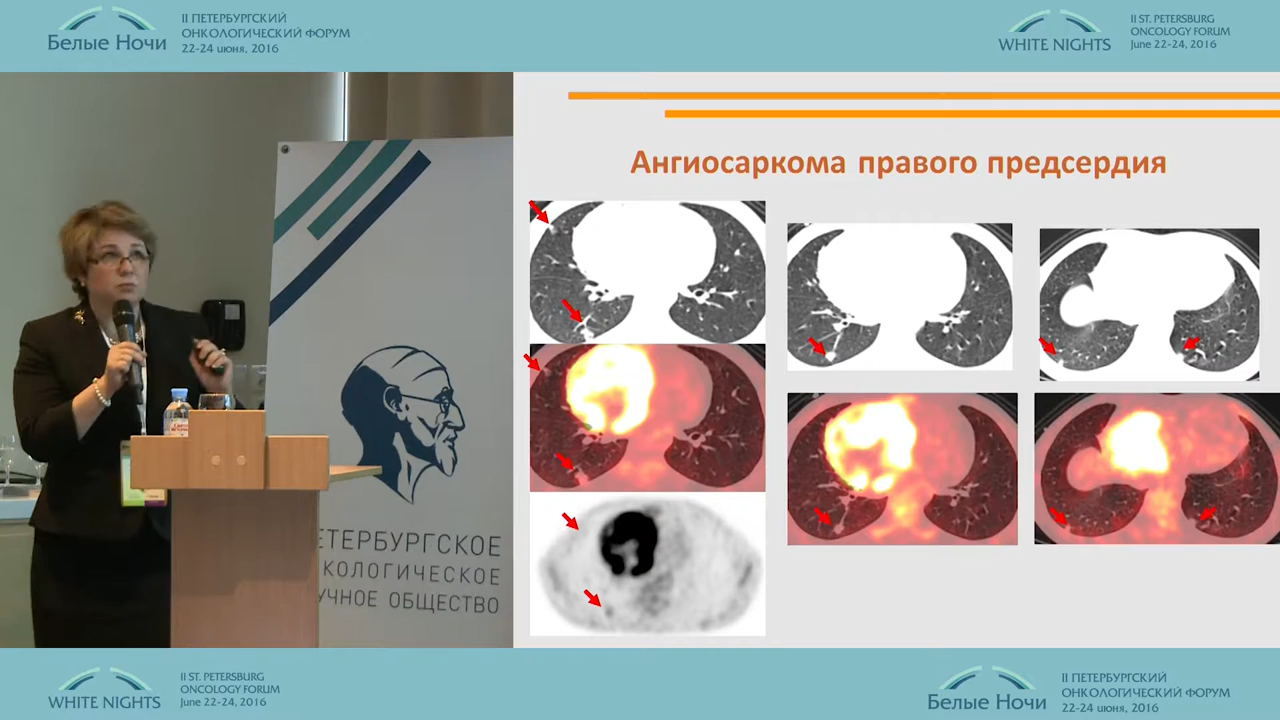 II ПЕТЕРБУРГСКИЙ
ОНКОЛОГИЧЕСКИЙ ФОРУМ
22-24 июня, 2016
Белые Ночи
II ST. PETERSBURG
ONCOLOGY FORUM
June 22-24, 2016
WHITE NIGHTS
Ангиосаркома правого предсердия
ЕТЕРБУРГСКОЕ
КОЛОГИЧЕСКОЕ
УЧНОЕ ОБЩЕСТВО
II ST. PETERSBURG
ONCOLOGY FORUM
June 22-24, 2016
WHITE NIGHTS
II ПЕТЕРБУРГСКИЙ
ОНКОЛОГИЧЕСКИЙ ФОРУМ
22-24 июня, 2016
Белые Ночи